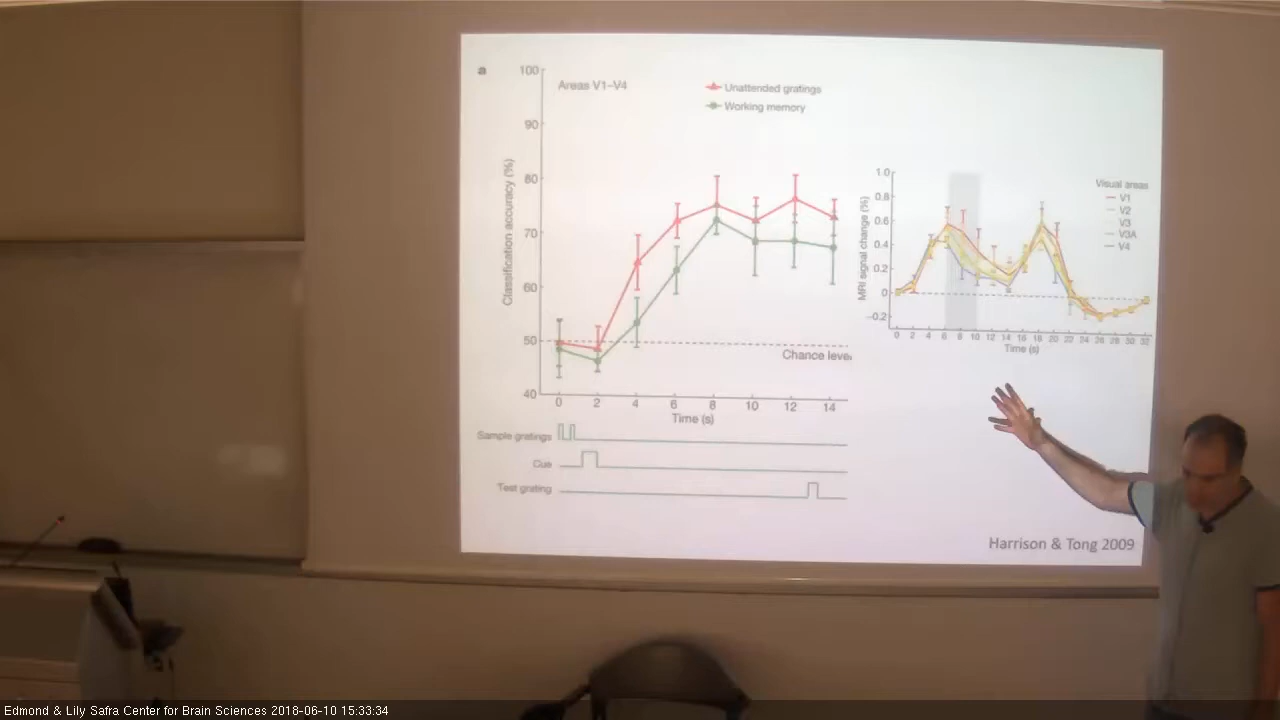 a
Areas V1–V4
Unattended gratings
Working memory
Classification accuracy (%)
100
90
80
70
60
50
40
Chance level
0 2 4 6 8 10 12 14
Time (s)
Sample gratings
Cue
Test grating
MRI signal change (%)
1.0
0.8
0.6
0.4
0.2
0
–0.2
Visual areas
V1
V2
V3
V3A
V4
0 2 4 6 8 10 12 14 16 18 20 22 24 26 28 30 32
Time (s)
Harrison & Tong 2009
Edmond & Lily Safra Center for Brain Sciences 2018-06-10 15:33:34